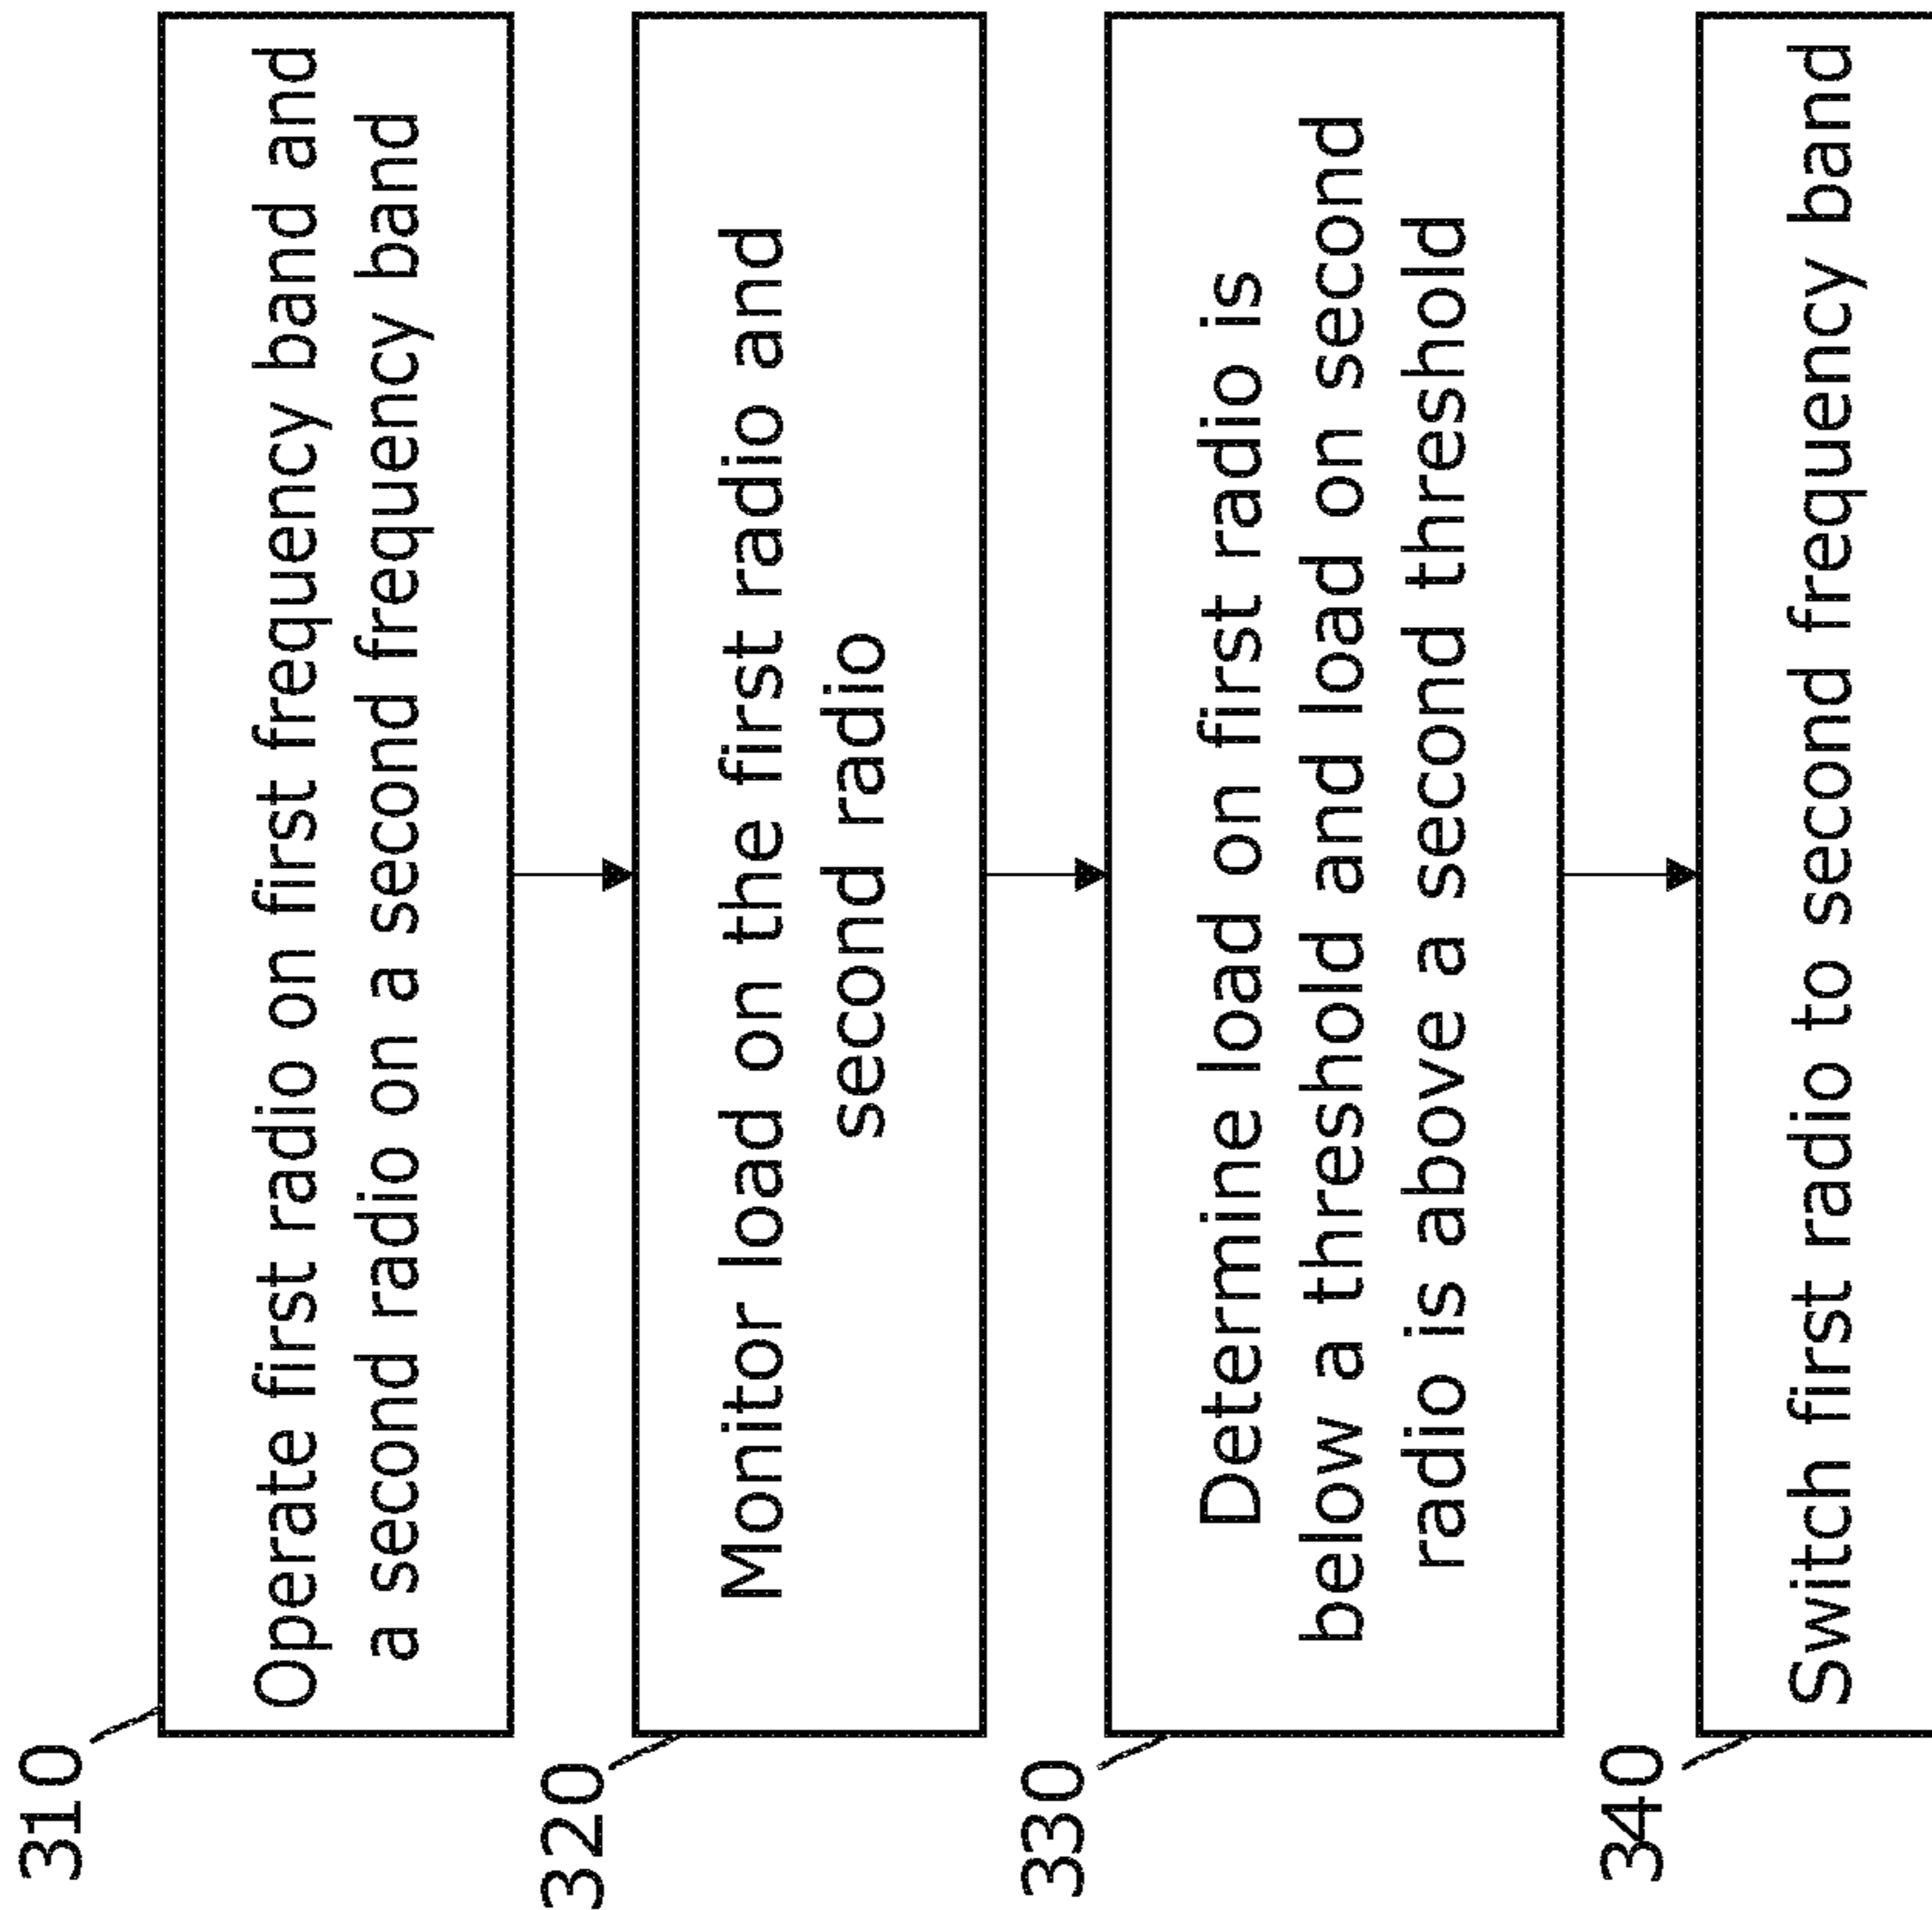 310
Operate first radio on first frequency band and
a second radio on a second frequency band
320
Monitor load on the first radio and
second radio
330
Determine load on first radio is
below a threshold and load on second
radio is above a second threshold
340
Switch first radio to second frequency band